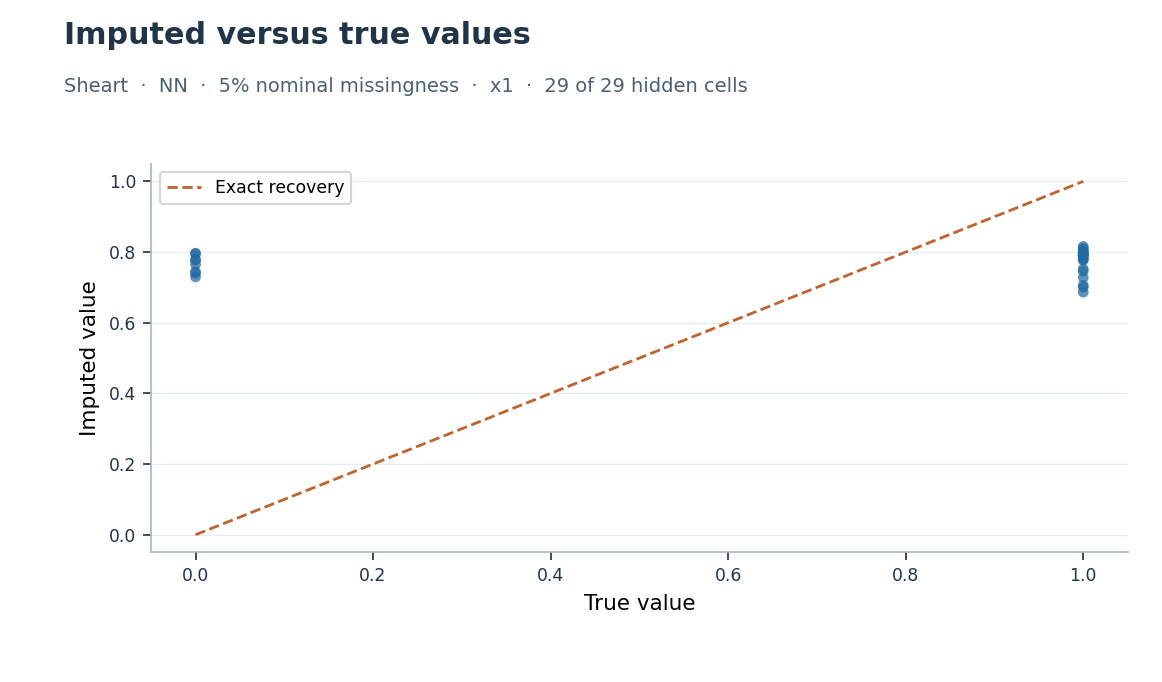 Imputed versus true values
Sheart · NN · 5% nominal missingness · x1 · 29 of 29 hidden cells
Exact recovery
Imputed value
1.0
0.8
0.6
0.4
0.2
0.0
0.0 0.2 0.4 0.6 0.8 1.0
True value